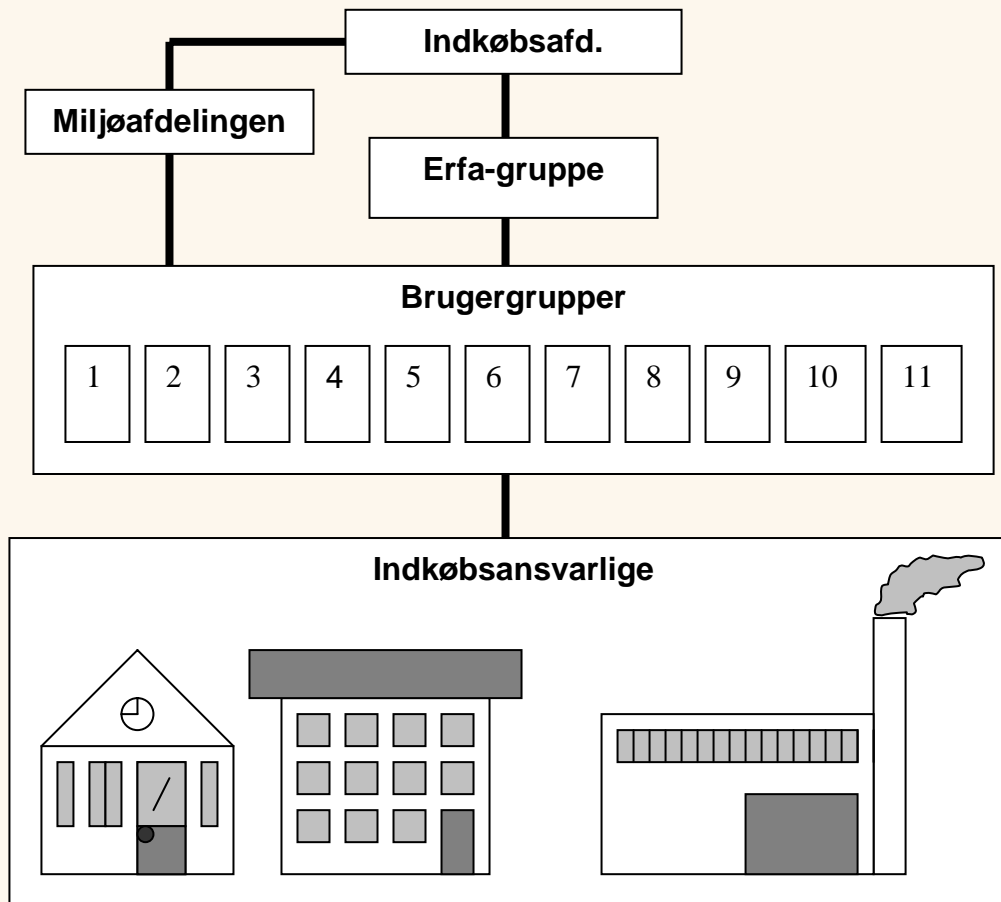 Indkøbsafd.
Miljøafdelingen
Erfa-gruppe
Brugergrupper
1 2 3 4 5 6 7 8 9 10 11
Indkøbsansvarlige